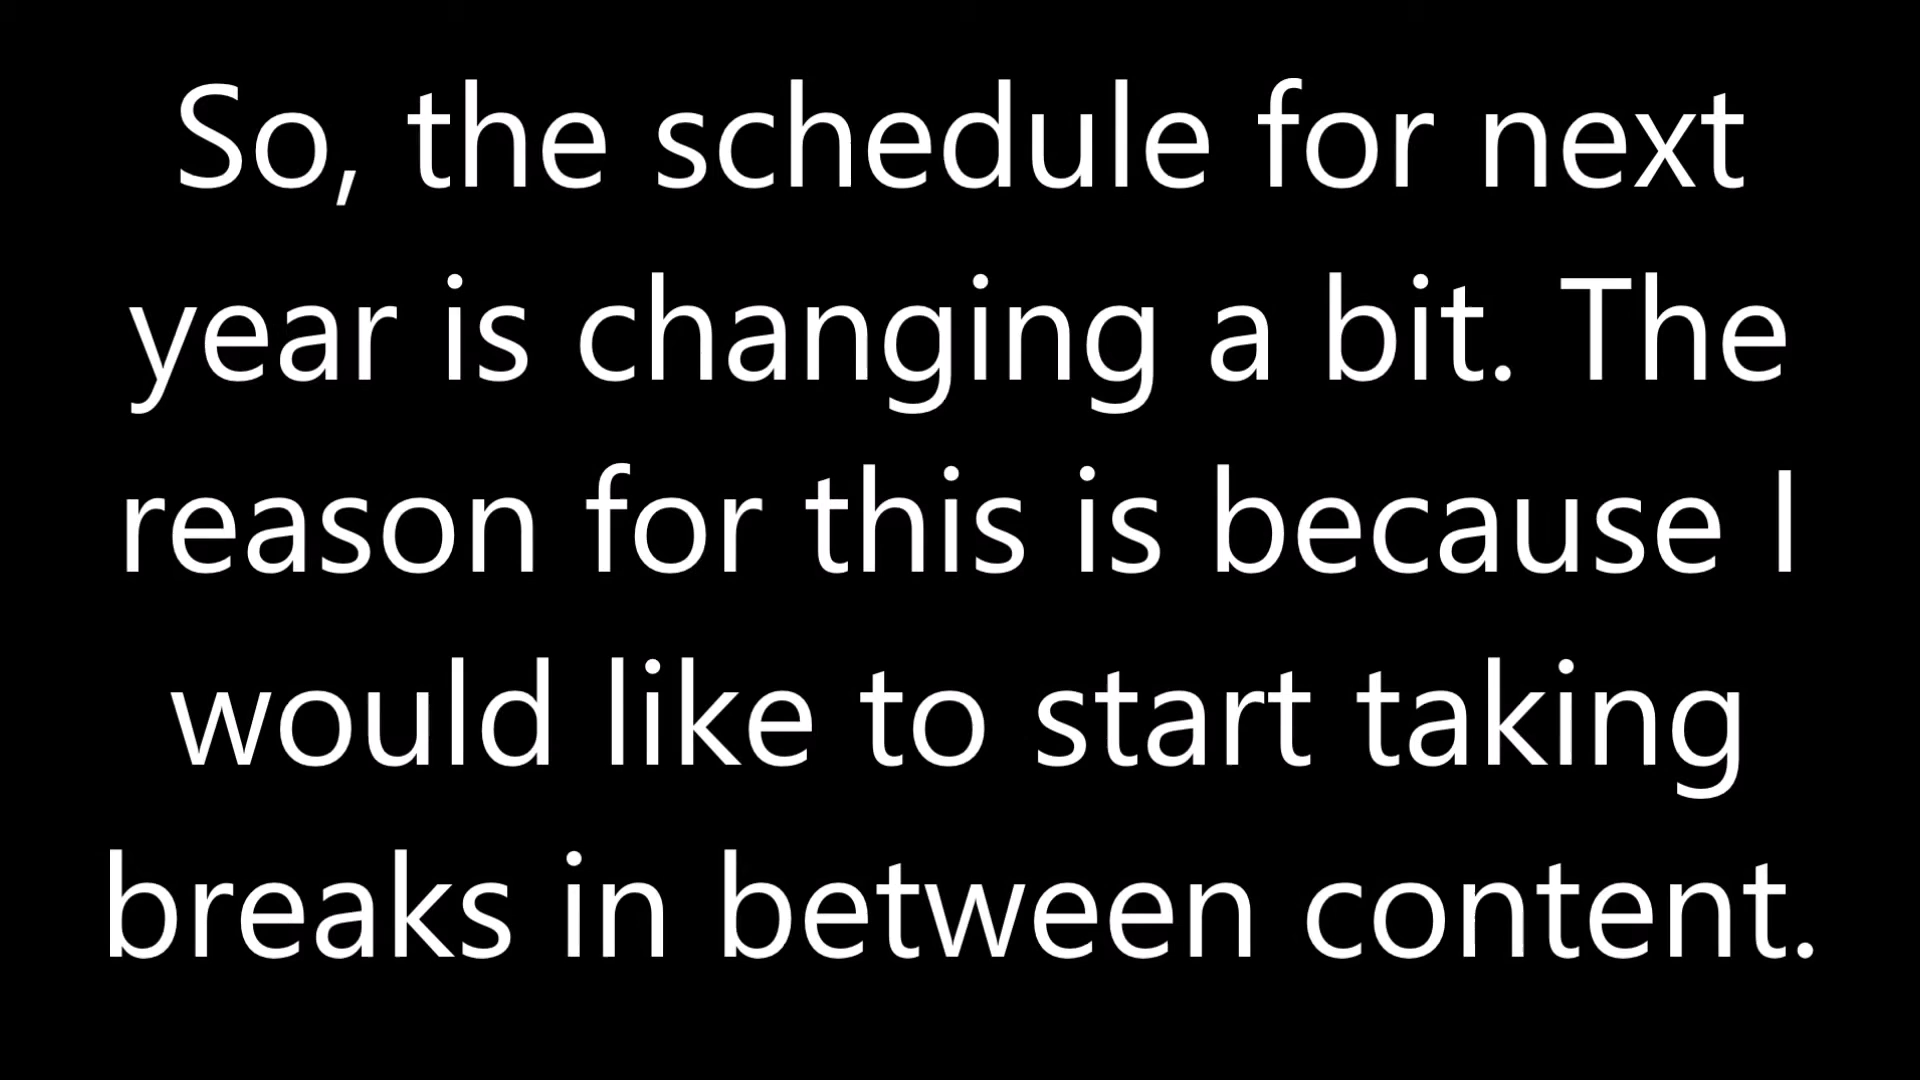 So, the schedule for next
year is changing a bit. The
reason for this is because I
would like to start taking
breaks in between content.